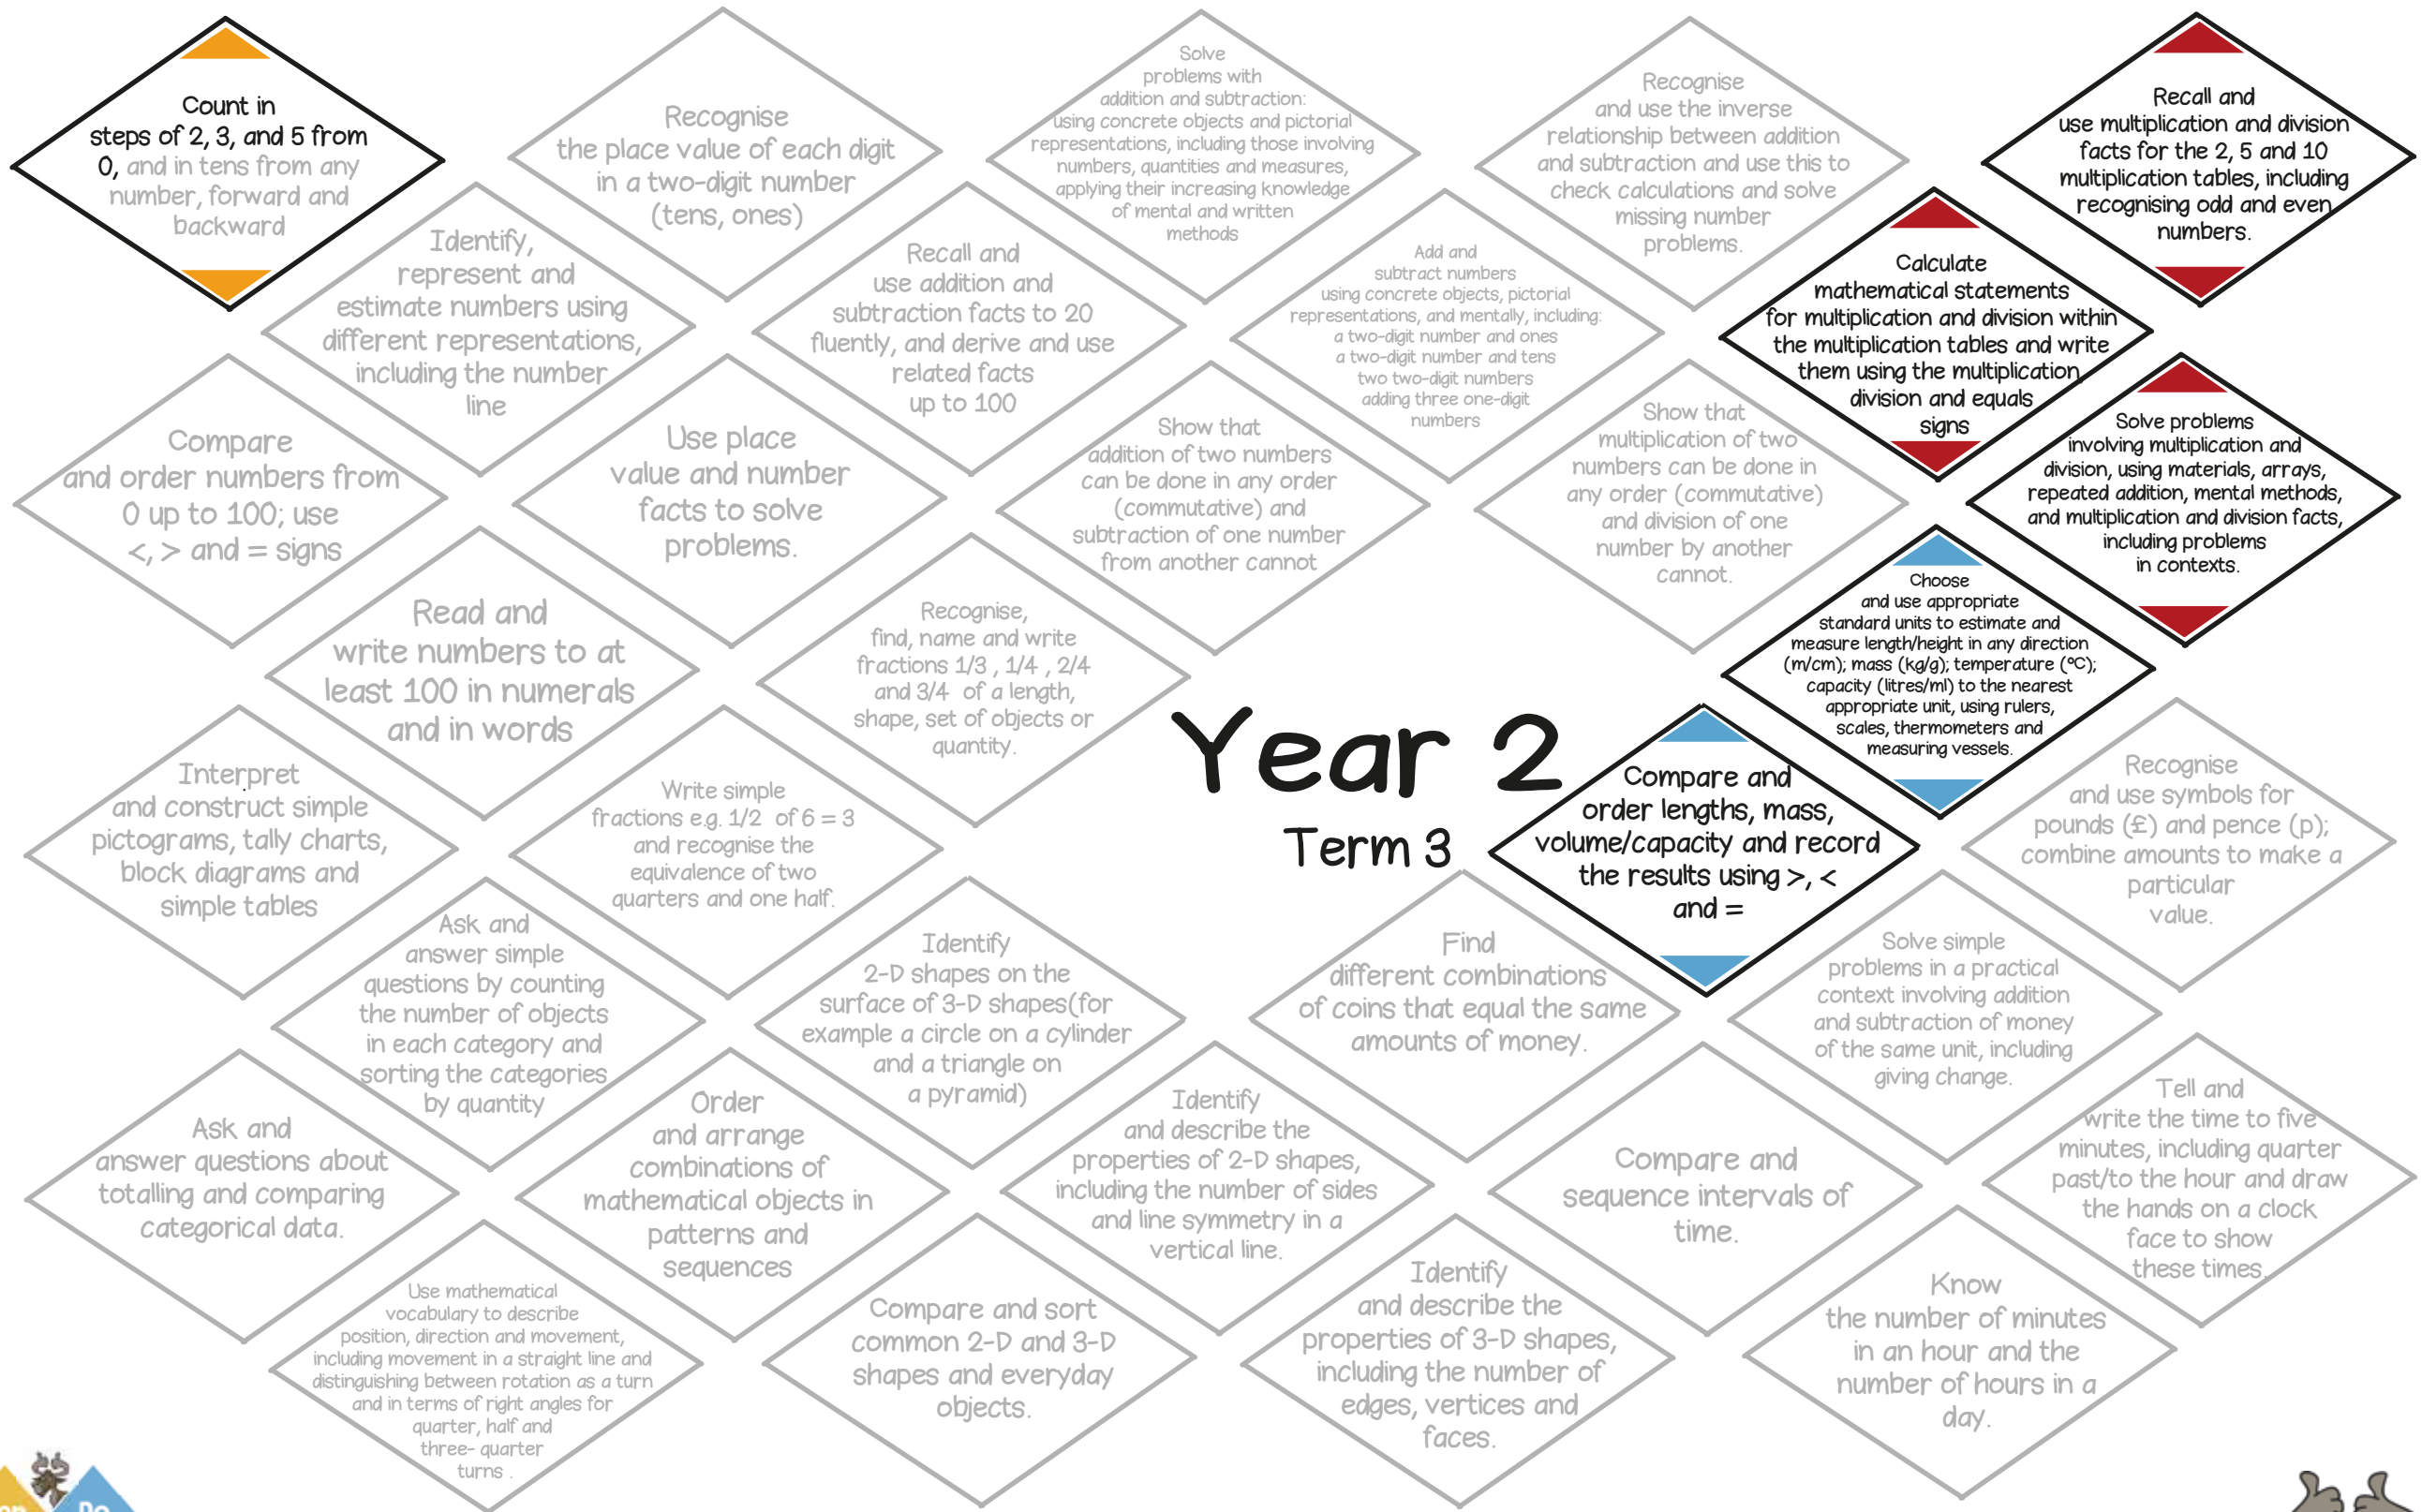 Count in
steps of 2, 3, and 5 from
0, and in tens from any
number, forward and
backward
Recognise
the place value of each digit
in a two-digit number
(tens, ones)
Solve
problems with
addition and subtraction:
using concrete objects and pictorial
representations, including those involving
numbers, quantities and measures,
applying their increasing knowledge
of mental and written
methods
Recognise
and use the inverse
relationship between addition
and subtraction and use this to
check calculations and solve
missing number
problems.
Recall and
use multiplication and division
facts for the 2, 5 and 10
multiplication tables, including
recognising odd and even
numbers.
Identify,
represent and
estimate numbers using
different representations,
including the number
line
Recall and
use addition and
subtraction facts to 20
fluently, and derive and use
related facts
up to 100
Add and
subtract numbers
using concrete objects, pictorial
representations, and mentally, including:
a two-digit number and ones
a two-digit number and tens
two two-digit numbers
adding three one-digit
numbers
Calculate
mathematical statements
for multiplication and division within
the multiplication tables and write
them using the multiplication,
division and equals
signs
Compare
and order numbers from
0 up to 100; use
<, > and = signs
Use place
value and number
facts to solve
problems.
Show that
addition of two numbers
can be done in any order
(commutative) and
subtraction of one number
from another cannot
Show that
multiplication of two
numbers can be done in
any order (commutative)
and division of one
number by another
cannot.
Solve problems
involving multiplication and
division, using materials, arrays,
repeated addition, mental methods,
and multiplication and division facts,
including problems
in contexts.
Read and
write numbers to at
least 100 in numerals
and in words
Recognise,
find, name and write
fractions 1/3 , 1/4 , 2/4
and 3/4 of a length,
shape, set of objects or
quantity.
Choose
and use appropriate
standard units to estimate and
measure length/height in any direction
(m/cm); mass (kg/g); temperature (°C);
capacity (litres/ml) to the nearest
appropriate unit, using rulers,
scales, thermometers and
measuring vessels.
Year 2
Term 3
Interpret
and construct simple
pictograms, tally charts,
block diagrams and
simple tables
Write simple
fractions e.g. 1/2 of 6 = 3
and recognise the
equivalence of two
quarters and one half.
Compare and
order lengths, mass,
volume/capacity and record
the results using >, <
and =
Recognise
and use symbols for
pounds (£) and pence (p);
combine amounts to make a
particular
value.
Ask and
answer simple
questions by counting
the number of objects
in each category and
sorting the categories
by quantity
Identify
2-D shapes on the
surface of 3-D shapes(for
example a circle on a cylinder
and a triangle on
a pyramid)
Find
different combinations
of coins that equal the same
amounts of money.
Solve simple
problems in a practical
context involving addition
and subtraction of money
of the same unit, including
giving change.
Ask and
answer questions about
totalling and comparing
categorical data.
Order
and arrange
combinations of
mathematical objects in
patterns and
sequences
Identify
and describe the
properties of 2-D shapes,
including the number of sides
and line symmetry in a
vertical line.
Compare and
sequence intervals of
time.
Tell and
write the time to five
minutes, including quarter
past/to the hour and draw
the hands on a clock
face to show
these times.
Use mathematical
vocabulary to describe
position, direction and movement,
including movement in a straight line and
distinguishing between rotation as a turn
and in terms of right angles for
quarter, half and
three- quarter
turns .
Compare and sort
common 2-D and 3-D
shapes and everyday
objects.
Identify
and describe the
properties of 3-D shapes,
including the number of
edges, vertices and
faces.
Know
the number of minutes
in an hour and the
number of hours in a
day.